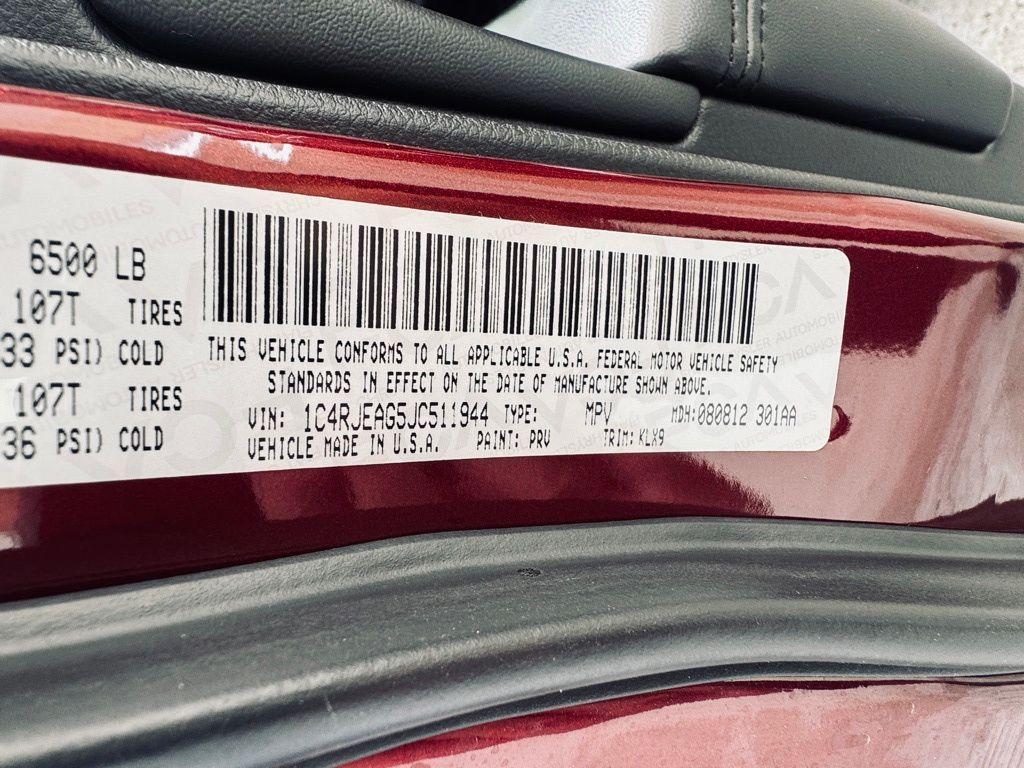 6500 LB
107T TIRES
33 PSI) COLD
107T TIRES
36 PSI) COLD
THIS VEHICLE CONFORMS TO ALL APPLICABLE U.S.A. FEDERAL MOTOR VEHICLE SAFETY
STANDARDS IN EFFECT ON THE DATE OF MANUFACTURE SHOWN ABOVE.
VIN: 1C4RJEAG5JC511944 TYPE: MPV MDH:080812 301AA
VEHICLE MADE IN U.S.A. PAINT: PRV TRIM: KLX9